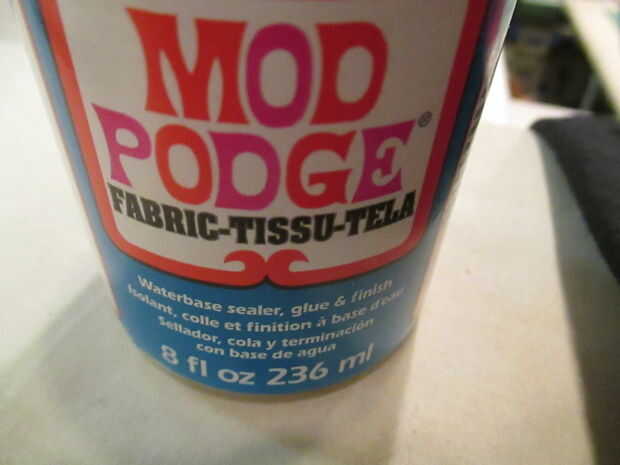 MOD
PODGE®
FABRIC-TISSU-TELA
Waterbase sealer, glue & finish
Isolant, colle et finition à base d'eau
Sellador, cola y terminación
con base de agua
8 fl oz 236 ml